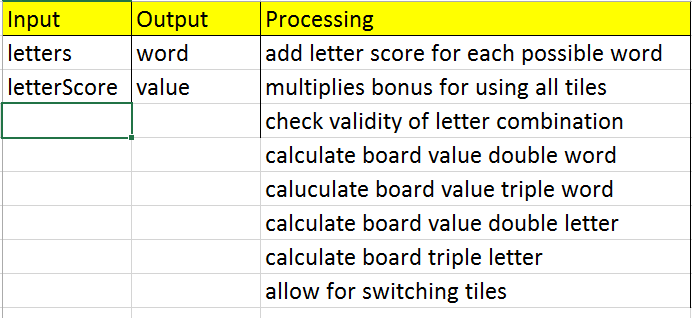 Input Output Processing
letters word add letter score for each possible word
letterScore value multiplies bonus for using all tiles
check validity of letter combination
calculate board value double word
caluculate board value triple word
calculate board value double letter
calculate board triple letter
allow for switching tiles